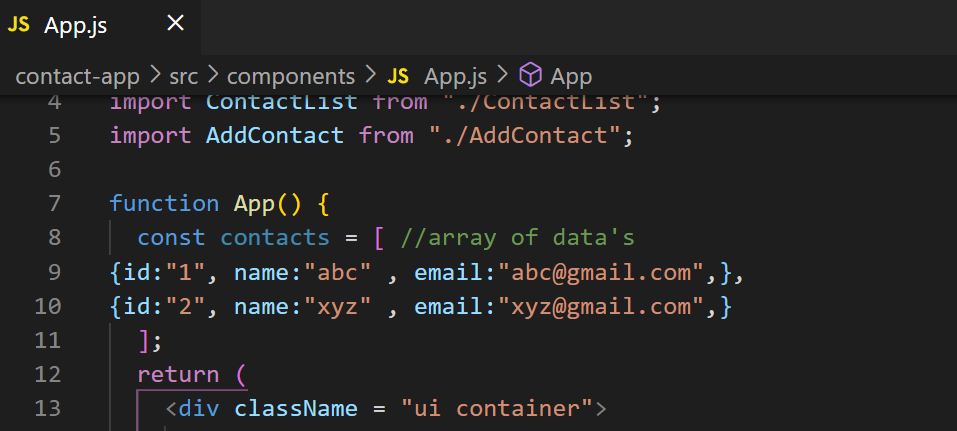 JS App.js ×
contact-app > src > components > JS App.js > App
4 import ContactList from "./ContactList";
5 import AddContact from "./AddContact";
6
7 function App() {
8 const contacts = [ //array of data's
9 {id:"1", name:"abc" , email:"abc@gmail.com",},
10 {id:"2", name:"xyz" , email:"xyz@gmail.com",}
11 ];
12 return (
13 <div className = "ui container">